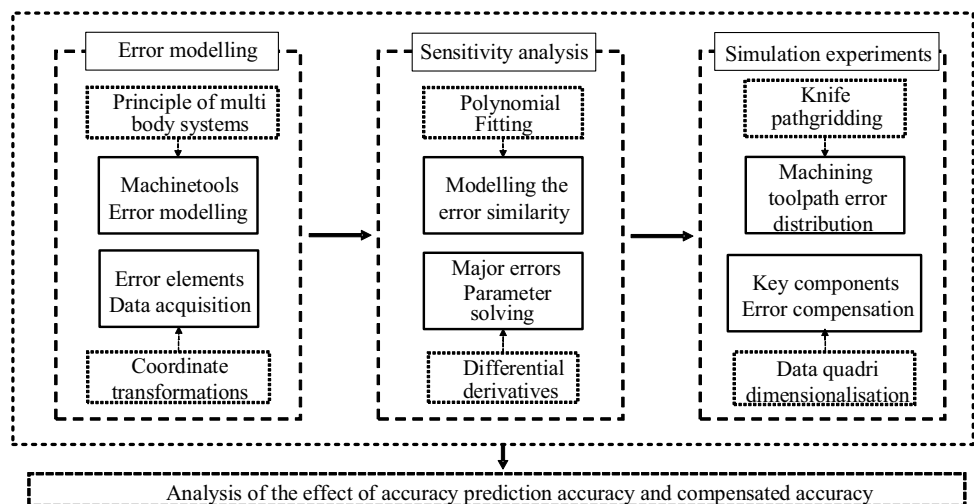 Error modelling
Principle of multi
body systems
Machinetools
Error modelling
Error elements
Data acquisition
Coordinate
transformations
Sensitivity analysis
Polynomial
Fitting
Modelling the
error similarity
Major errors
Parameter
solving
Differential
derivatives
Simulation experiments
Knife
pathgridding
Machining
toolpath error
distribution
Key components
Error compensation
Data quadri
dimensionalisation
Analysis of the effect of accuracy prediction accuracy and compensated accuracy